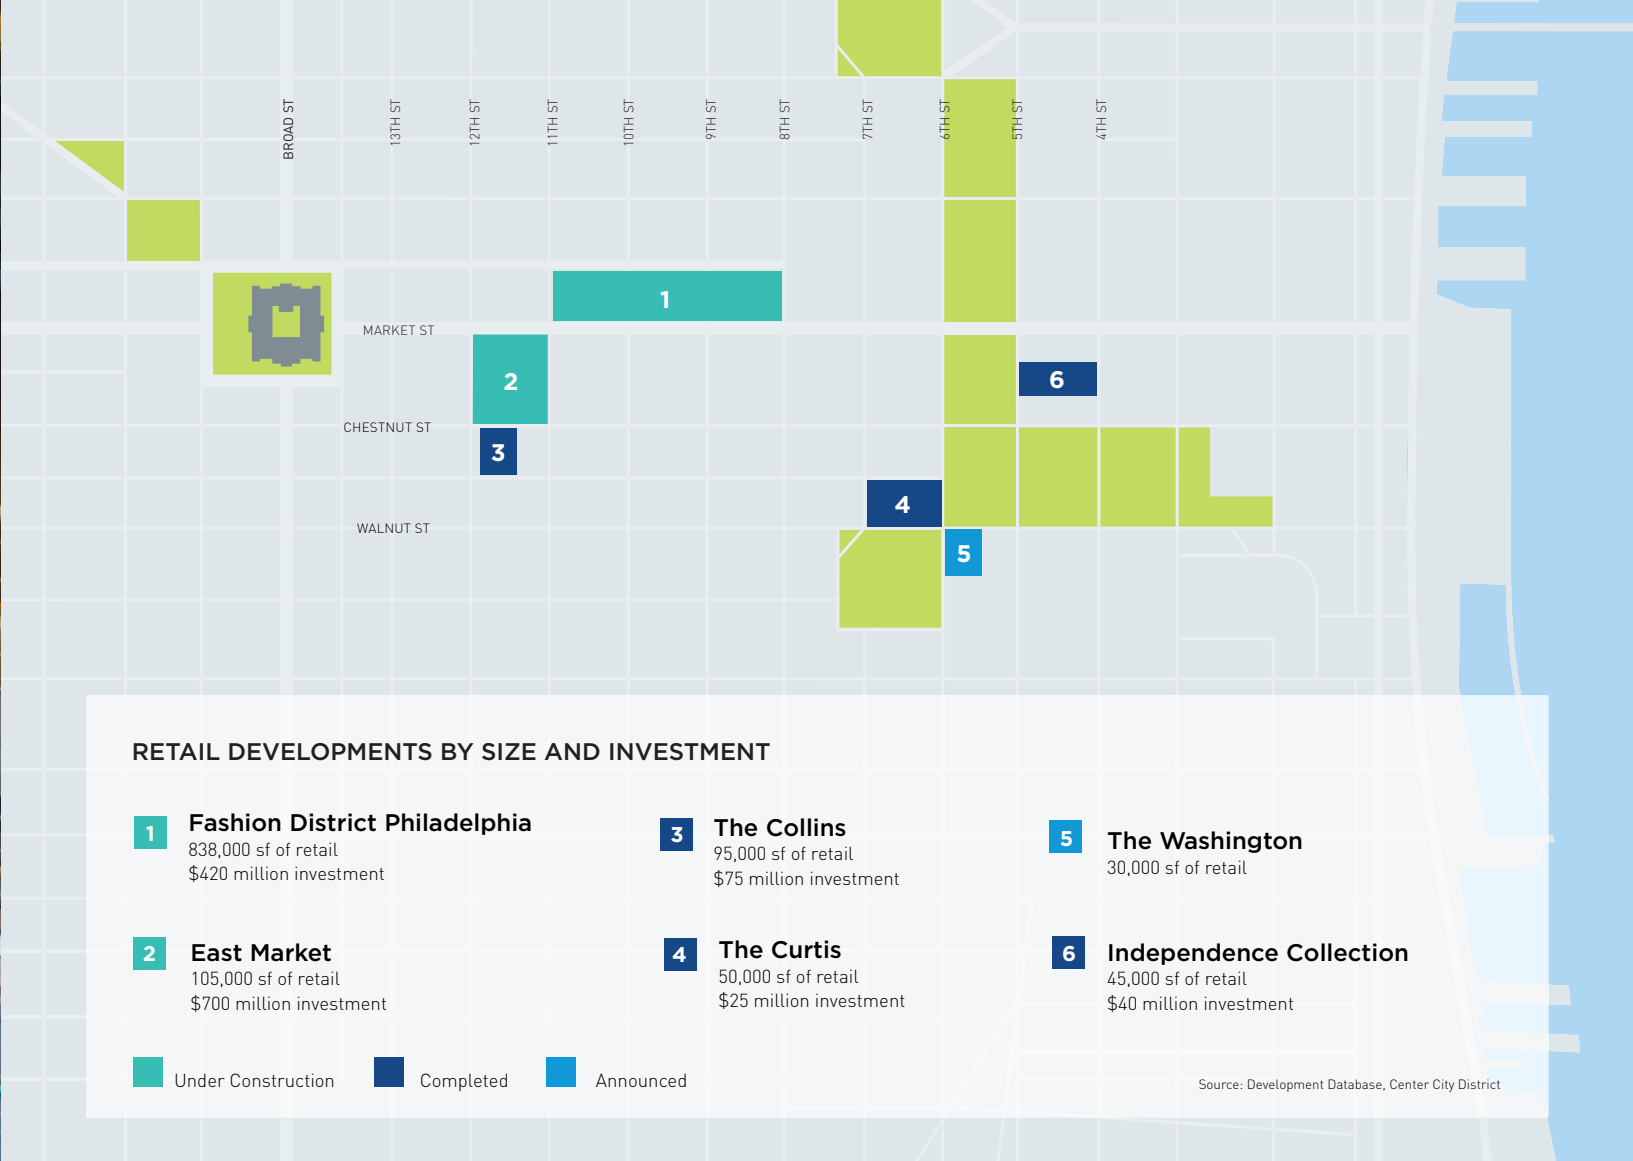 BROAD ST
13TH ST
12TH ST
11TH ST
10TH ST
9TH ST
8TH ST
7TH ST
6TH ST
5TH ST
4TH ST
1
MARKET ST
2
6
CHESTNUT ST
3
4
WALNUT ST
5
RETAIL DEVELOPMENTS BY SIZE AND INVESTMENT
1 Fashion District Philadelphia
838,000 sf of retail
$420 million investment
2 East Market
105,000 sf of retail
$700 million investment
3 The Collins
95,000 sf of retail
$75 million investment
4 The Curtis
50,000 sf of retail
$25 million investment
5 The Washington
30,000 sf of retail
6 Independence Collection
45,000 sf of retail
$40 million investment
Under Construction
Completed
Announced
Source: Development Database, Center City District